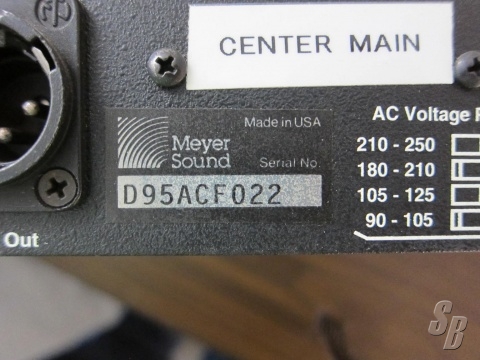 CENTER MAIN
Made in USA
Meyer
Sound
Serial No.
D95ACF022
AC Voltage
210 - 250
180 - 210
105 - 125
90 - 105
Out
SB